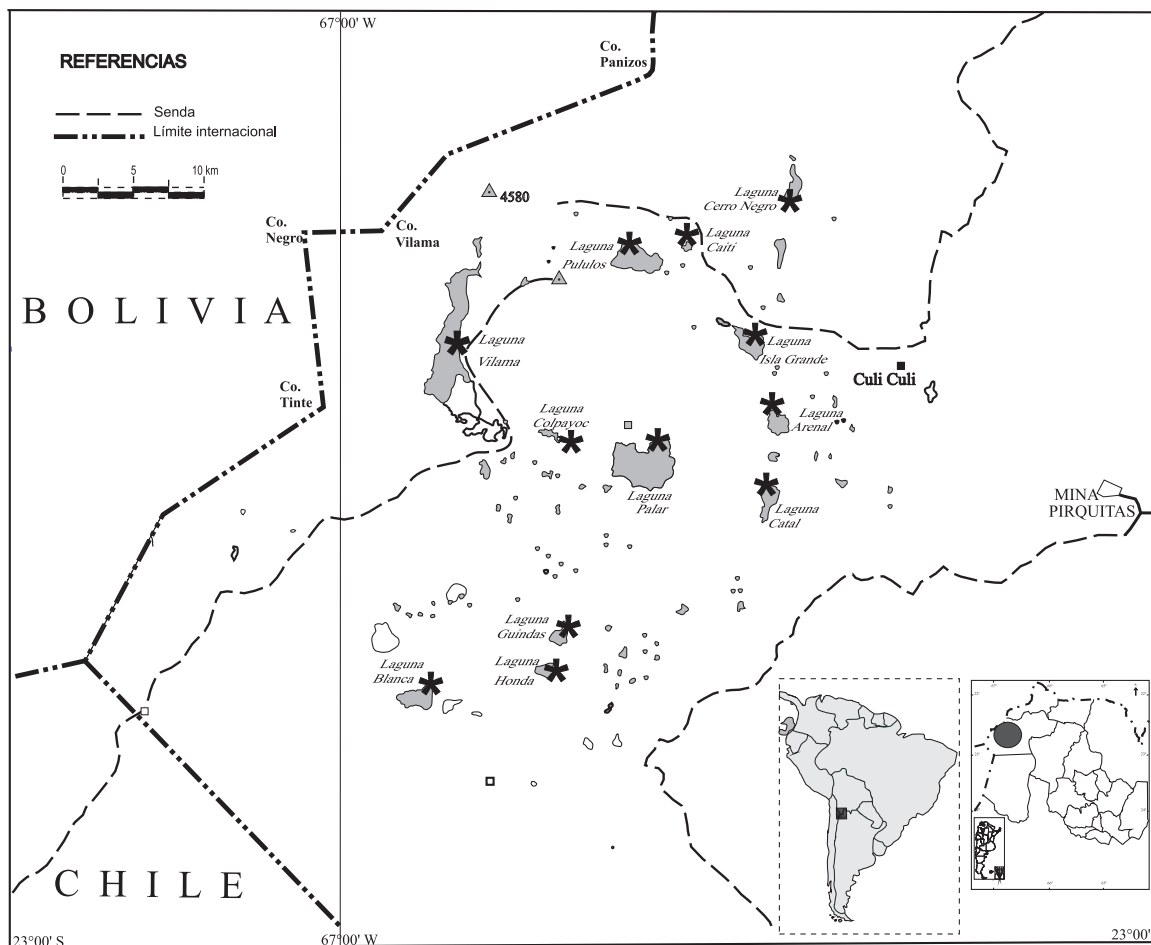 67°00' W
REFERENCIAS
Senda
Límite internacional
0 5 10 km
Co.
Panizos
4580
Co.
Negro
Co.
Vilama
Laguna
Cerro Negro
Laguna
Caití
Laguna
Pululos
BOLIVIA
Laguna
Vilama
Laguna
Isla Grande
Culi Culi
Co.
Tinte
Laguna
Colpayoc
Laguna
Arenal
Laguna
Palar
Laguna
Catal
MINA
PIRQUITAS
Laguna
Guindas
Laguna
Honda
Laguna
Blanca
CHILE
23°00' S
67°00' W
23°00'